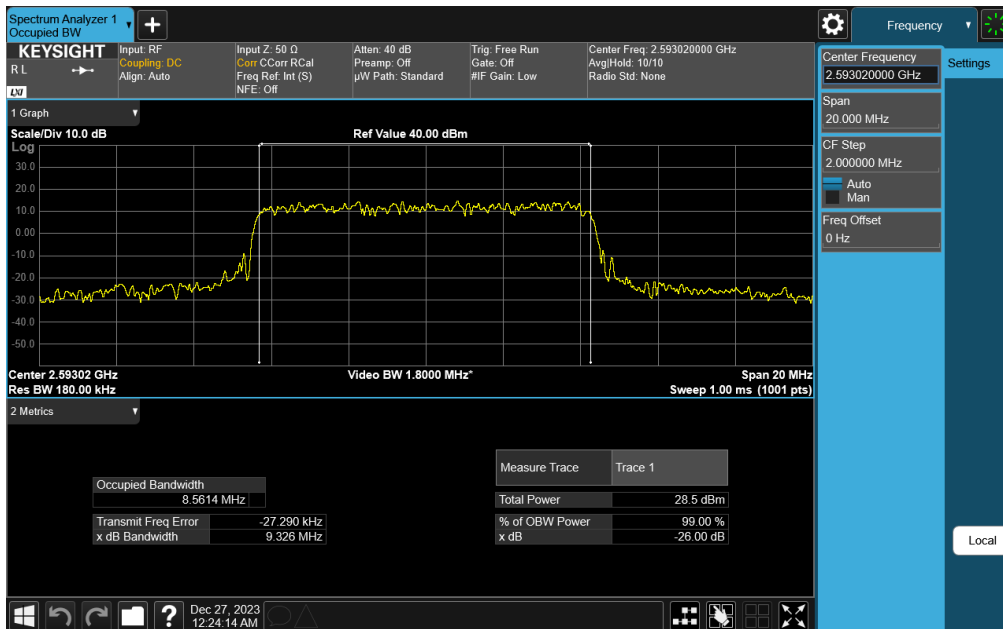 Spectrum Analyzer 1
Occupied BW
Frequency
KEYSIGHT
R L
LXI
Input: RF
Coupling: DC
Align: Auto
Input Z: 50 Ω
Corr CCorr RCal
Freq Ref: Int (S)
NFE: Off
Atten: 40 dB
Preamp: Off
µW Path: Standard
Trig: Free Run
Gate: Off
#IF Gain: Low
Center Freq: 2.593020000 GHz
Avg|Hold: 10/10
Radio Std: None
Center Frequency
2.593020000 GHz
Settings
Span
20.000 MHz
CF Step
2.000000 MHz
Auto
Man
Freq Offset
0 Hz
Local
1 Graph
Scale/Div 10.0 dB
Ref Value 40.00 dBm
Log
30.0
20.0
10.0
0.00
-10.0
-20.0
-30.0
-40.0
-50.0
Center 2.59302 GHz
Video BW 1.8000 MHz*
Span 20 MHz
Res BW 180.00 kHz
Sweep 1.00 ms (1001 pts)
2 Metrics
Occupied Bandwidth
8.5614 MHz
Transmit Freq Error -27.290 kHz
x dB Bandwidth 9.326 MHz
Measure Trace Trace 1
Total Power 28.5 dBm
% of OBW Power 99.00 %
x dB -26.00 dB
?
Dec 27, 2023
12:24:14 AM